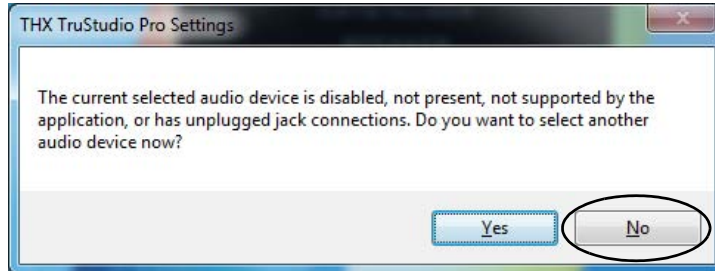 THX TruStudio Pro Settings
The current selected audio device is disabled, not present, not supported by the
application, or has unplugged jack connections. Do you want to select another
audio device now?
Yes No